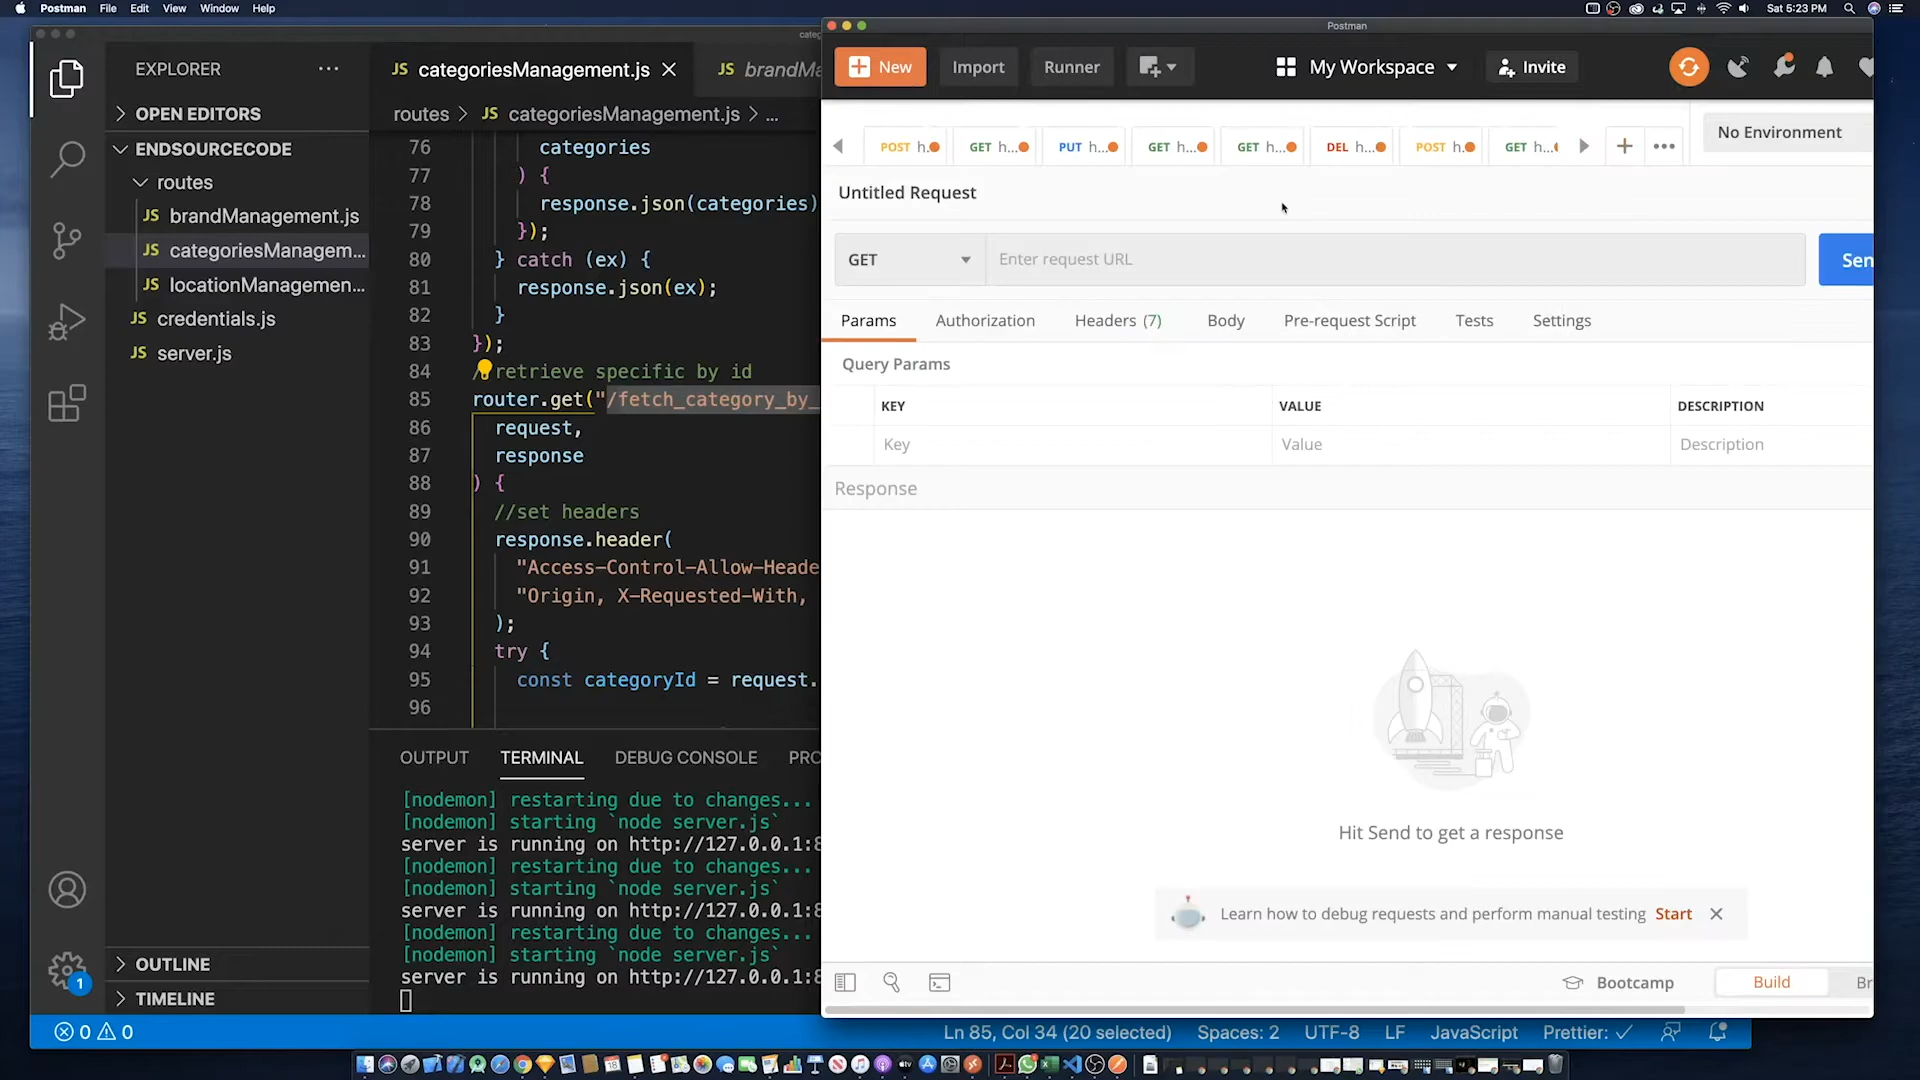 Postman File Edit View Window Help
Sat 5:23 PM
Postman
EXPLORER
OPEN EDITORS
ENDSOURCECODE
routes
JS brandManagement.js
JS categoriesManagem...
JS locationManagemen...
JS credentials.js
JS server.js
OUTLINE
TIMELINE
1
JS categoriesManagement.js
JS brandMa
routes > JS categoriesManagement.js > ...
76 categories
77 ) {
78 response.json(categories)
79 });
80 } catch (ex) {
81 response.json(ex);
82 }
83 });
84 /retrieve specific by id
85 router.get("/fetch_category_by_
86 request,
87 response
88 ) {
89 //set headers
90 response.header(
91 "Access-Control-Allow-Heade
92 "Origin, X-Requested-With,
93 );
94 try {
95 const categoryId = request.
96
OUTPUT TERMINAL DEBUG CONSOLE PRO
[nodemon] restarting due to changes...
[nodemon] starting `node server.js`
server is running on http://127.0.0.1:8
[nodemon] restarting due to changes...
[nodemon] starting `node server.js`
server is running on http://127.0.0.1:8
[nodemon] restarting due to changes...
[nodemon] starting `node server.js`
server is running on http://127.0.0.1:8
New Import Runner My Workspace Invite
POST h... GET h... PUT h... GET h... GET h... DEL h... POST h. GET h... + ...
No Environment
Untitled Request
GET Enter request URL Sen
Params Authorization Headers (7) Body Pre-request Script Tests Settings
Query Params
KEY VALUE DESCRIPTION
Key Value Description
Response
Hit Send to get a response
Learn how to debug requests and perform manual testing Start
Bootcamp Build Br
0 0
Ln 85, Col 34 (20 selected) Spaces: 2 UTF-8 LF JavaScript Prettier: ✓